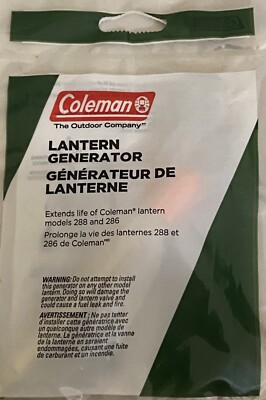 Coleman®
The Outdoor Company™
LANTERN
GENERATOR
GÉNÉRATEUR DE
LANTERNE
Extends life of Coleman® lantern
models 288 and 286
Prolonge la vie des lanternes 288 et
286 de Coleman
WARNING: Do not attempt to install
this generator on any other model
lantern. Doing so will damage the
generator and lantern valve and
could cause a fuel leak and fire.
AVERTISSEMENT : Ne pas tenter
d'installer cette génératrice avec
un quelconque autre modèle de
lanterne. La génératrice et la vanne
de la lanterne en seraient
endommagées, causant une fuite
de carburant et un incendie.